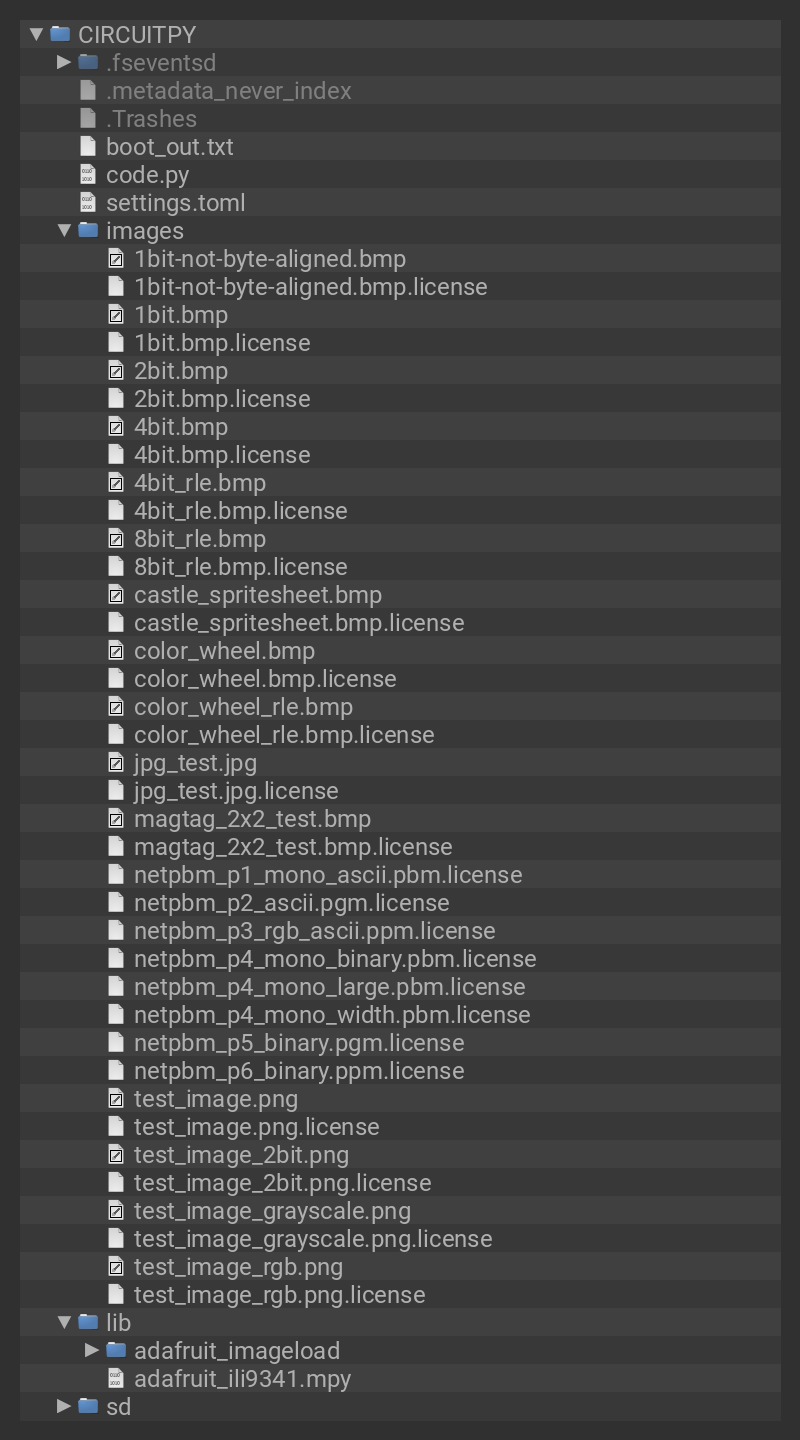 CIRCUITPY
.fseventsd
.metadata_never_index
.Trashes
boot_out.txt
code.py
settings.toml
images
1bit-not-byte-aligned.bmp
1bit-not-byte-aligned.bmp.license
1bit.bmp
1bit.bmp.license
2bit.bmp
2bit.bmp.license
4bit.bmp
4bit.bmp.license
4bit_rle.bmp
4bit_rle.bmp.license
8bit_rle.bmp
8bit_rle.bmp.license
castle_spritesheet.bmp
castle_spritesheet.bmp.license
color_wheel.bmp
color_wheel.bmp.license
color_wheel_rle.bmp
color_wheel_rle.bmp.license
jpg_test.jpg
jpg_test.jpg.license
magtag_2x2_test.bmp
magtag_2x2_test.bmp.license
netpbm_p1_mono_ascii.pbm.license
netpbm_p2_ascii.pgm.license
netpbm_p3_rgb_ascii.ppm.license
netpbm_p4_mono_binary.pbm.license
netpbm_p4_mono_large.pbm.license
netpbm_p4_mono_width.pbm.license
netpbm_p5_binary.pgm.license
netpbm_p6_binary.ppm.license
test_image.png
test_image.png.license
test_image_2bit.png
test_image_2bit.png.license
test_image_grayscale.png
test_image_grayscale.png.license
test_image_rgb.png
test_image_rgb.png.license
lib
adafruit_imageload
adafruit_ili9341.mpy
sd